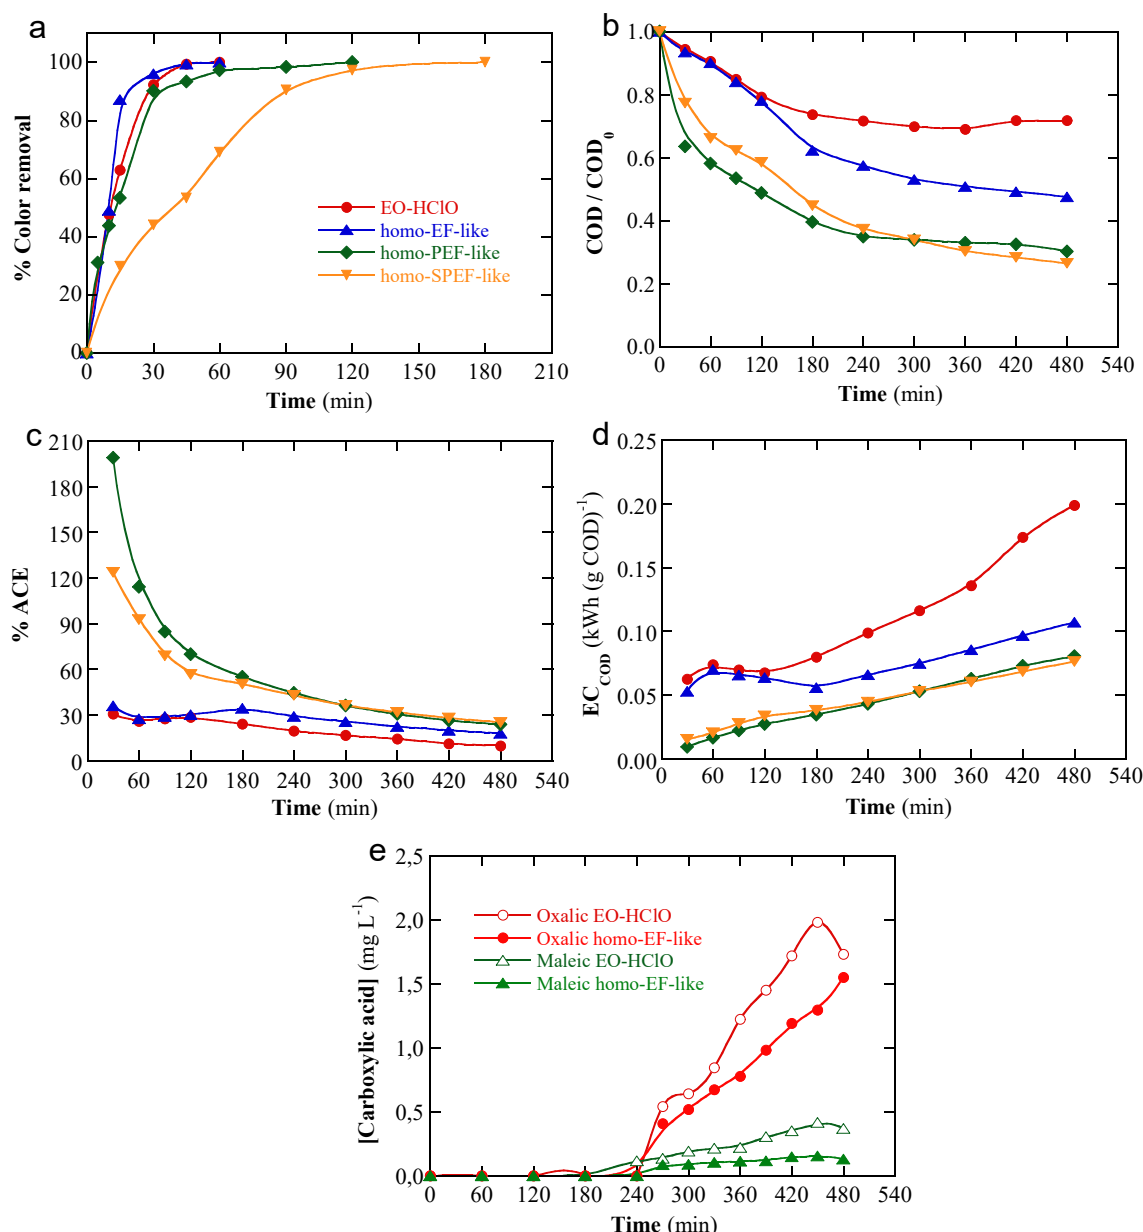 a
% Color removal
100
80
60
40
20
0
EO-HClO
homo-EF-like
homo-PEF-like
homo-SPEF-like
0 30 60 90 120 150 180 210
Time (min)
b
COD / COD0
1.0
0.8
0.6
0.4
0.2
0.0
0 60 120 180 240 300 360 420 480 540
Time (min)
c
% ACE
210
180
150
120
90
60
30
0
0 60 120 180 240 300 360 420 480 540
Time (min)
d
ECCOD (kWh (g COD)-1)
0.25
0.20
0.15
0.10
0.05
0.00
0 60 120 180 240 300 360 420 480 540
Time (min)
e
[Carboxylic acid] (mg L-1)
2,5
2,0
1,5
1,0
0,5
0,0
Oxalic EO-HClO
Oxalic homo-EF-like
Maleic EO-HClO
Maleic homo-EF-like
0 60 120 180 240 300 360 420 480 540
Time (min)